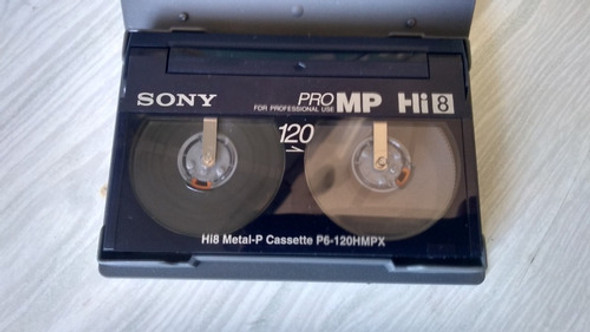 SONY
PRO MP Hi8
FOR PROFESSIONAL USE
120
Hi8 Metal-P Cassette P6-120HMPX